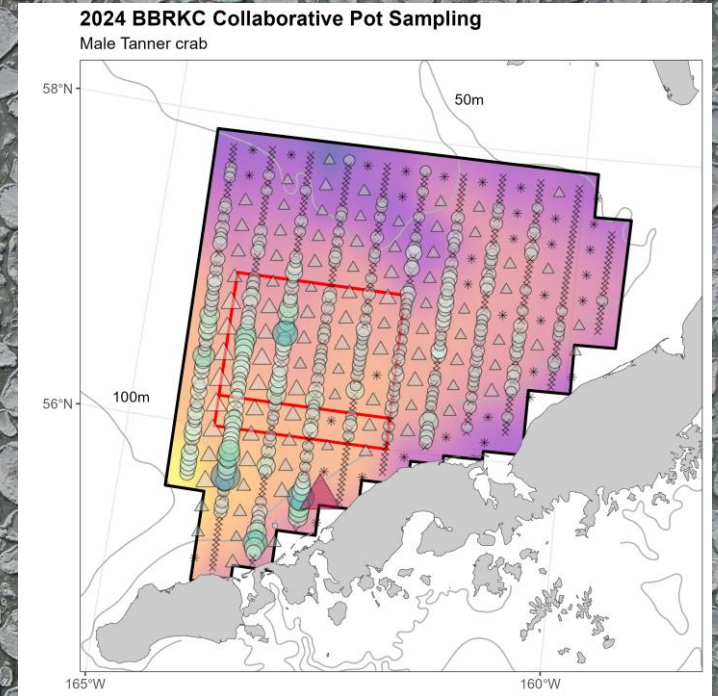 2024 BBRKC Collaborative Pot Sampling
Male Tanner crab
58°N
50m
100m
56°N
165°W
160°W